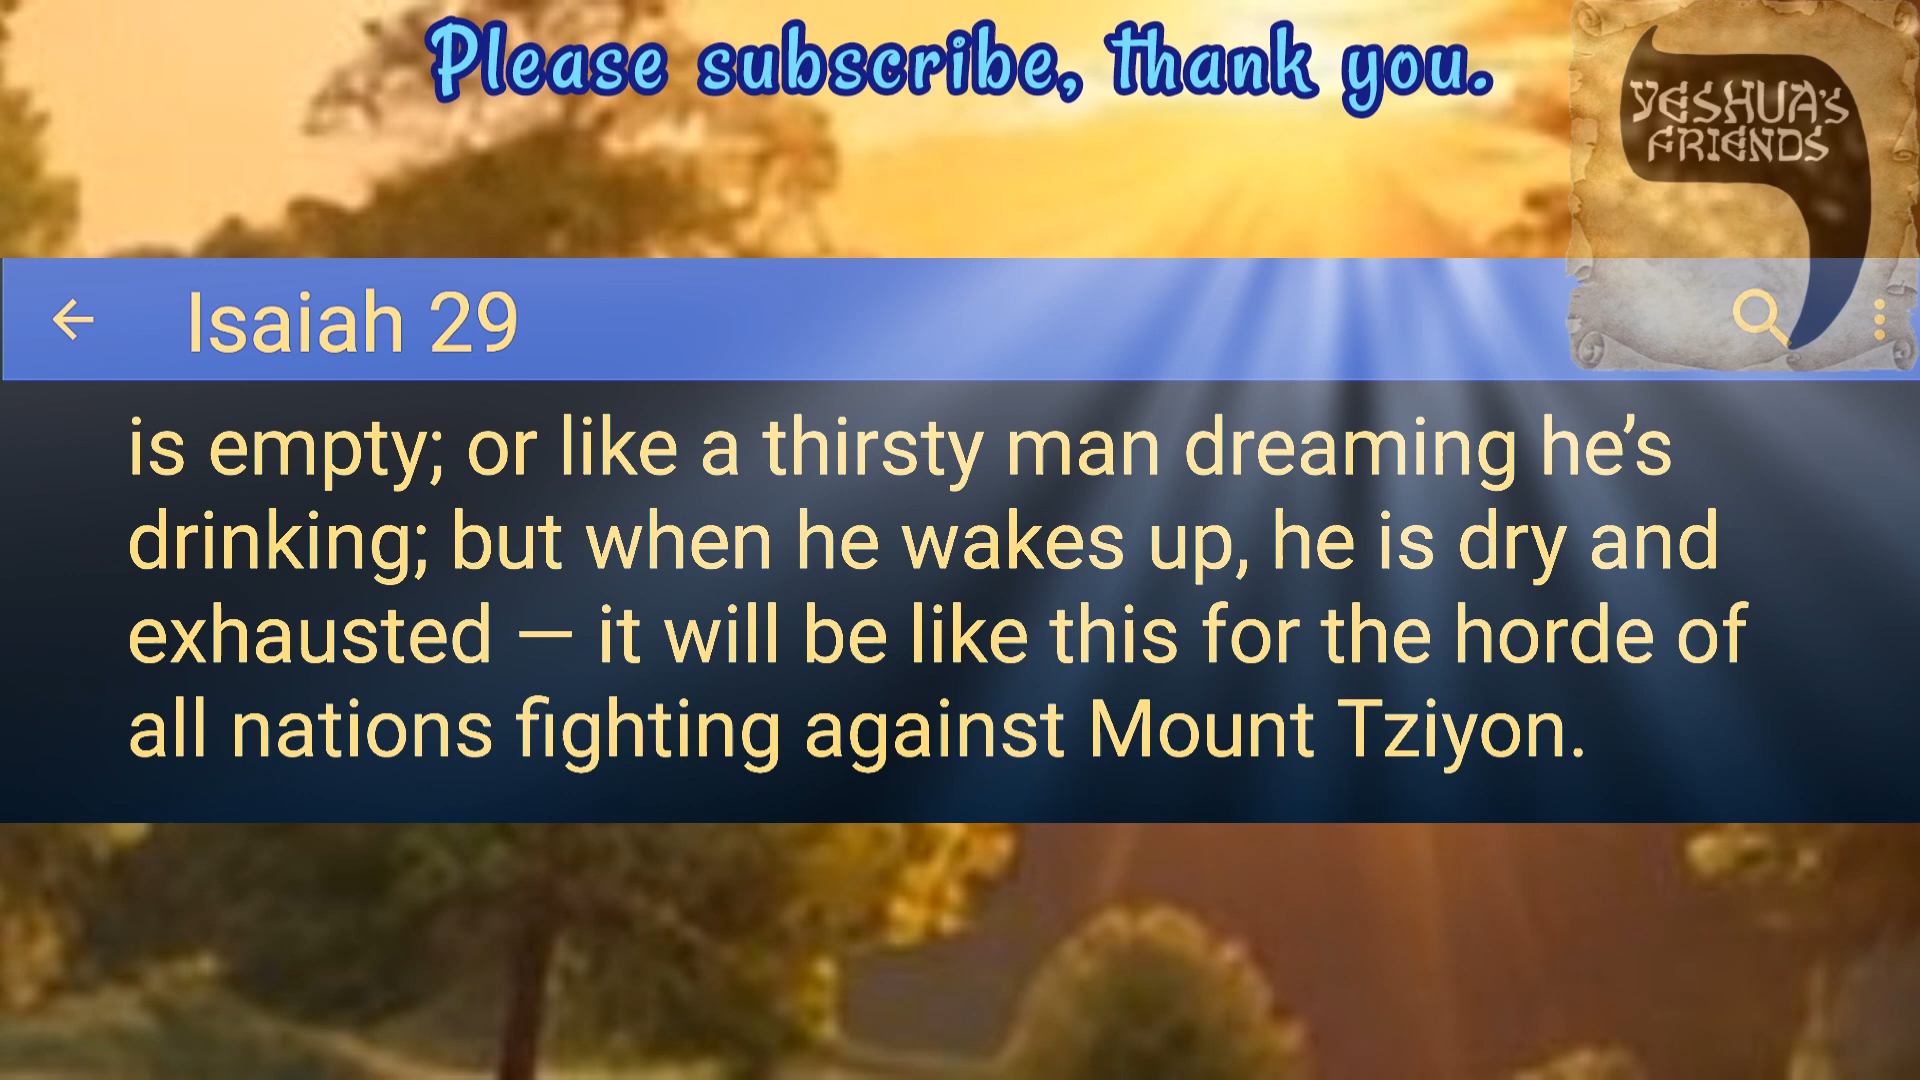 Please subscribe, thank you.
YESHUA'S
FRIENDS
Isaiah 29
is empty; or like a thirsty man dreaming he’s
drinking; but when he wakes up, he is dry and
exhausted — it will be like this for the horde of
all nations fighting against Mount Tziyon.